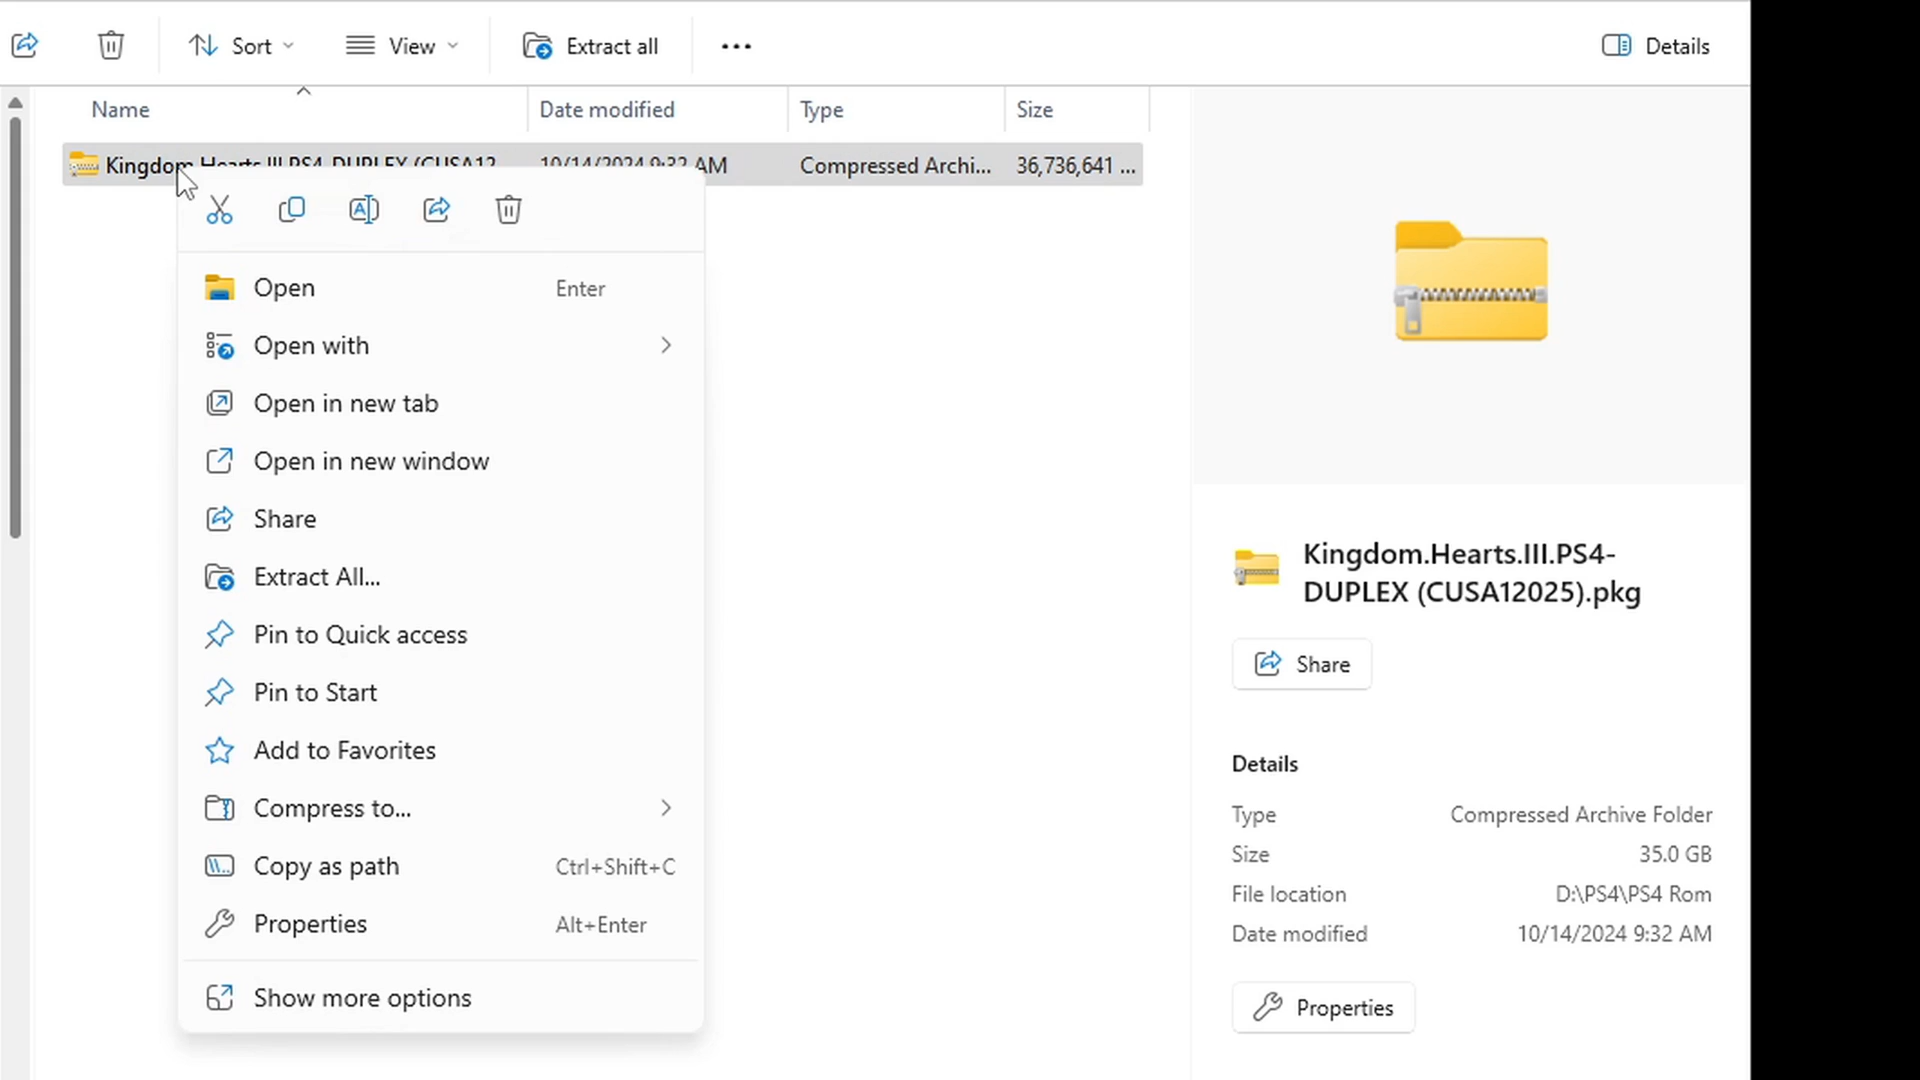 Sort
View
Extract all
Details
Name
Date modified
Type
Size
Kingdom.Hearts.III.PS4-DUPLEX (CUSA12...
10/14/2024 9:32 AM
Compressed Archi...
36,736,641 ...
Open
Enter
Open with
Open in new tab
Open in new window
Share
Extract All...
Pin to Quick access
Pin to Start
Add to Favorites
Compress to...
Copy as path
Ctrl+Shift+C
Properties
Alt+Enter
Show more options
Kingdom.Hearts.III.PS4-
DUPLEX (CUSA12025).pkg
Share
Details
Type
Compressed Archive Folder
Size
35.0 GB
File location
D:\PS4\PS4 Rom
Date modified
10/14/2024 9:32 AM
Properties